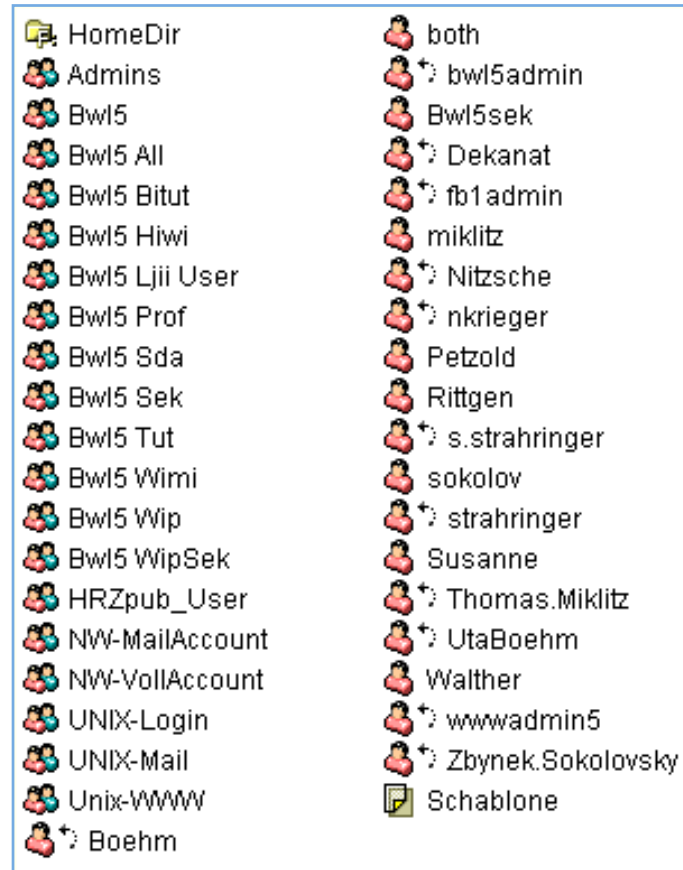 HomeDir
Admins
Bwl5
Bwl5 All
Bwl5 Bitut
Bwl5 Hiwi
Bwl5 Ljii User
Bwl5 Prof
Bwl5 Sda
Bwl5 Sek
Bwl5 Tut
Bwl5 Wimi
Bwl5 Wip
Bwl5 WipSek
HRZpub_User
NW-MailAccount
NW-VollAccount
UNIX-Login
UNIX-Mail
Unix-WWW
Boehm
both
bwl5admin
Bwl5sek
Dekanat
fb1admin
miklitz
Nitzsche
nkrieger
Petzold
Rittgen
s.strahringer
sokolov
strahringer
Susanne
Thomas.Miklitz
UtaBoehm
Walther
wwwadmin5
Zbynek.Sokolovsky
Schablone